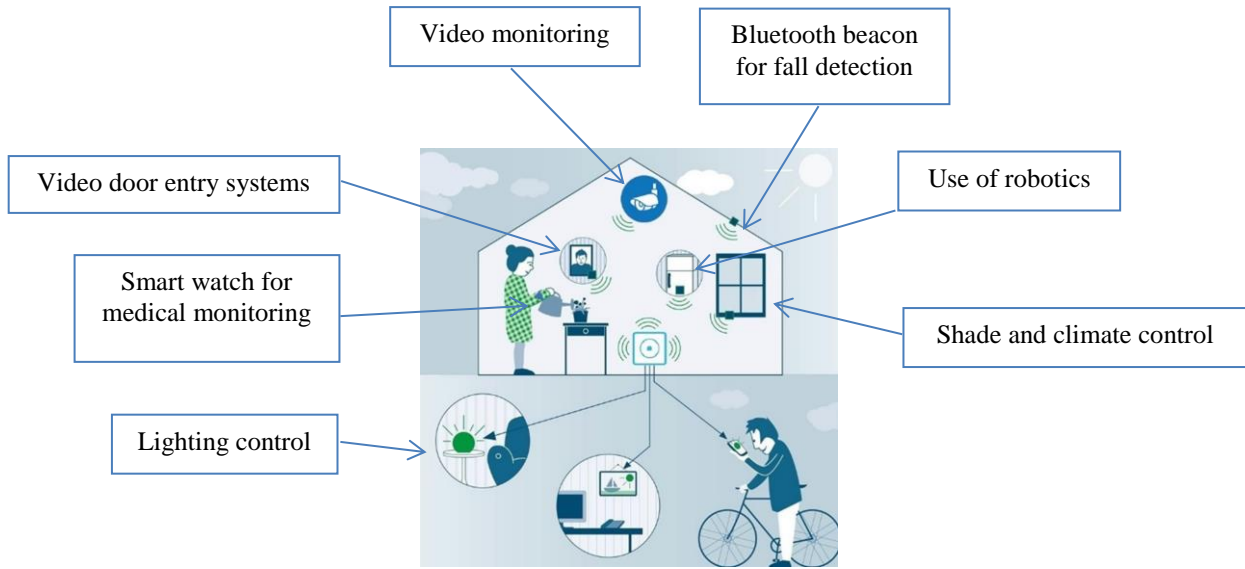 Video monitoring
Bluetooth beacon
for fall detection
Video door entry systems
Use of robotics
Smart watch for
medical monitoring
Shade and climate control
Lighting control